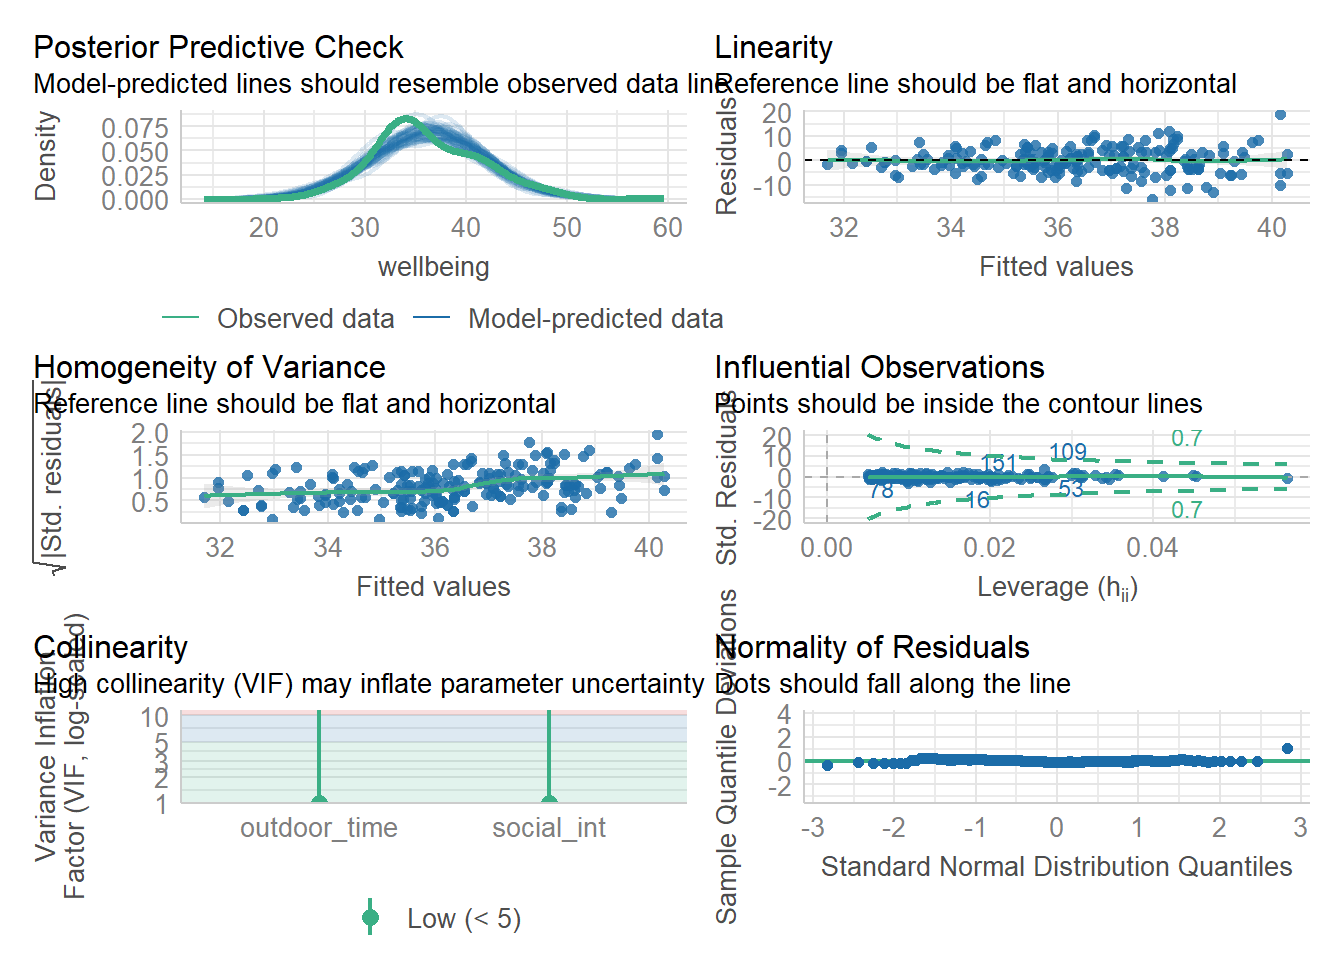 Posterior Predictive Check
Model-predicted lines should resemble observed data line
Density
0.075
0.050
0.025
0.000
20 30 40 50 60
wellbeing
Observed data Model-predicted data
Linearity
Reference line should be flat and horizontal
Residuals
20
10
0
-10
32 34 36 38 40
Fitted values
Homogeneity of Variance
Reference line should be flat and horizontal
√|Std. residuals|
2.0
1.5
1.0
0.5
32 34 36 38 40
Fitted values
Influential Observations
Points should be inside the contour lines
Std. Residuals
20
10
0
-10
-20
0.7
109
151
78
16
53
0.7
0.00 0.02 0.04
Leverage (hii)
Collinearity
High collinearity (VIF) may inflate parameter uncertainty
Variance Inflation
Factor (VIF, log-scaled)
10
5
3
2
1
outdoor_time social_int
Low (< 5)
Normality of Residuals
Dots should fall along the line
Sample Quantile Deviations
4
2
0
-2
-3 -2 -1 0 1 2 3
Standard Normal Distribution Quantiles